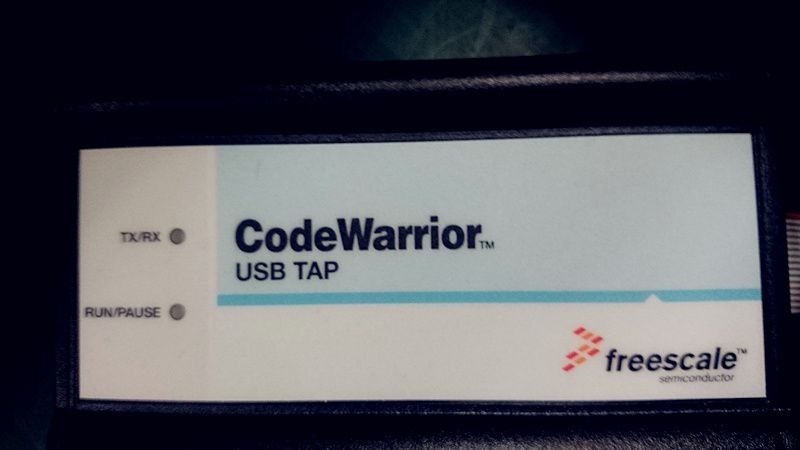 TX/RX
CodeWarrior™
USB TAP
RUN/PAUSE
freescale™
semiconductor